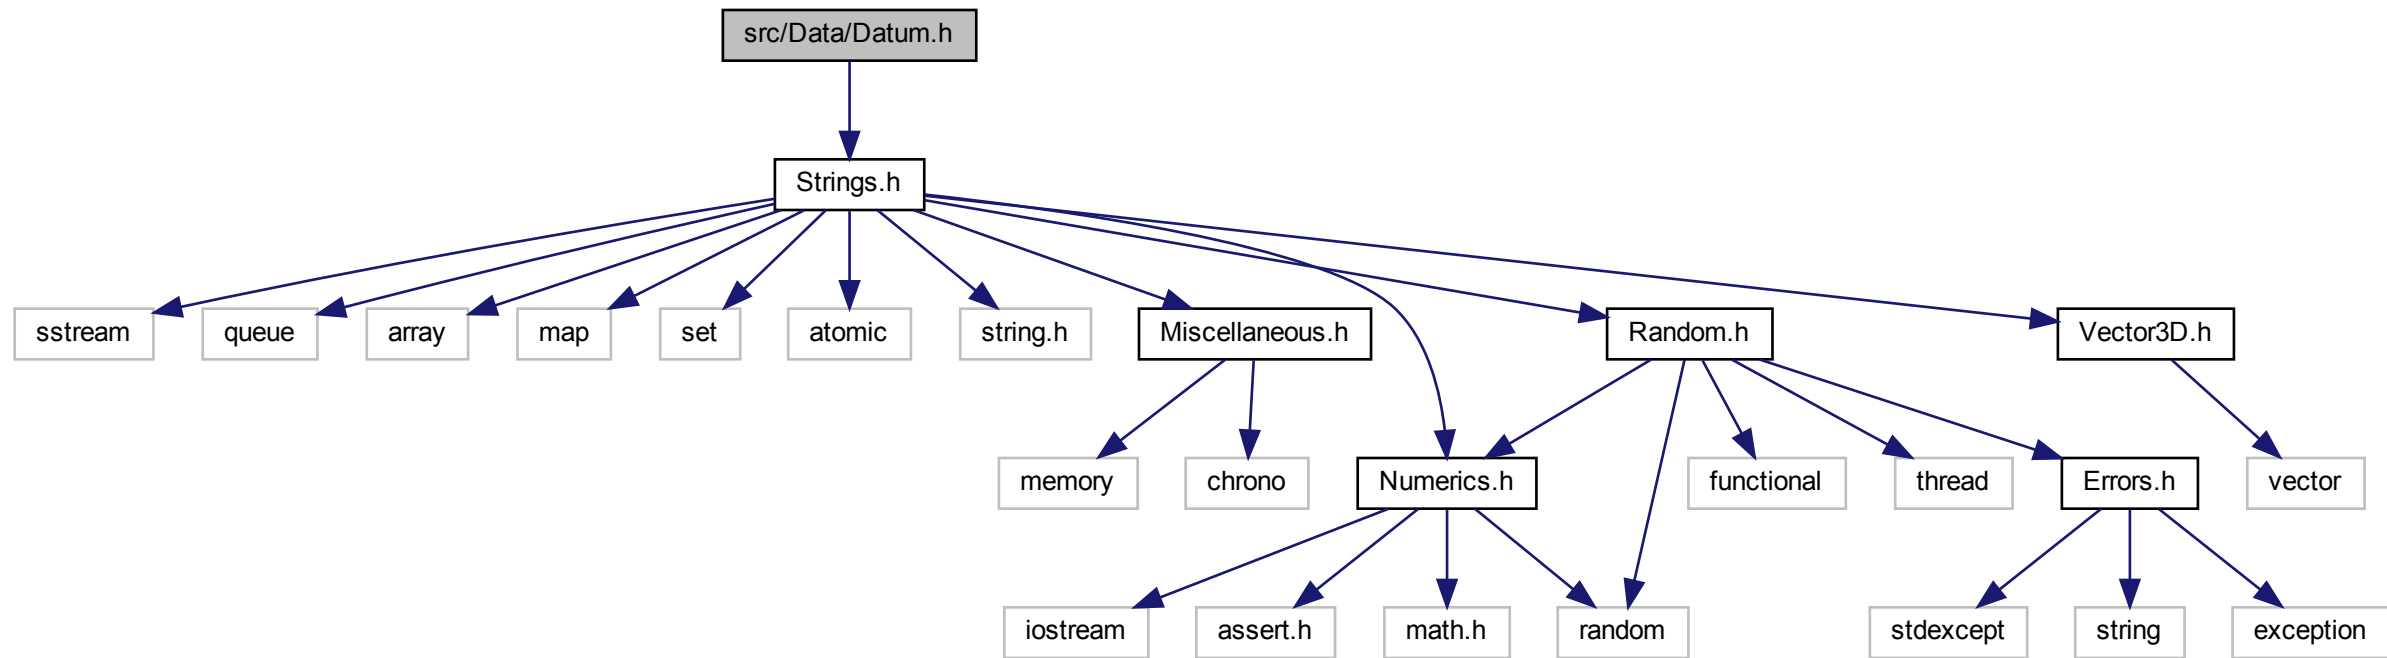 src/Data/Datum.h
Strings.h
sstream
queue
array
map
set
atomic
string.h
Miscellaneous.h
Random.h
Vector3D.h
memory
chrono
Numerics.h
functional
thread
Errors.h
vector
iostream
assert.h
math.h
random
stdexcept
string
exception